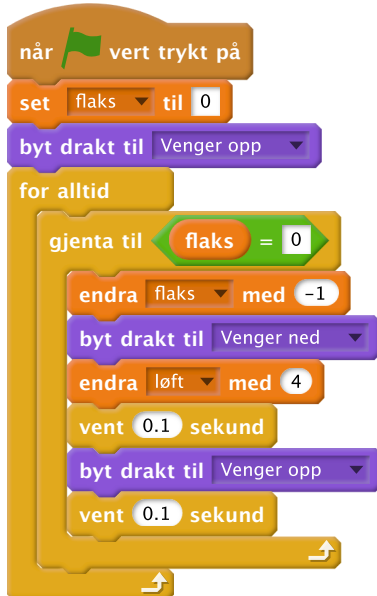 når vert trykt på
set flaks til 0
byt drakt til Venger opp
for alltid
gjenta til flaks = 0
endra flaks med -1
byt drakt til Venger ned
endra løft med 4
vent 0.1 sekund
byt drakt til Venger opp
vent 0.1 sekund